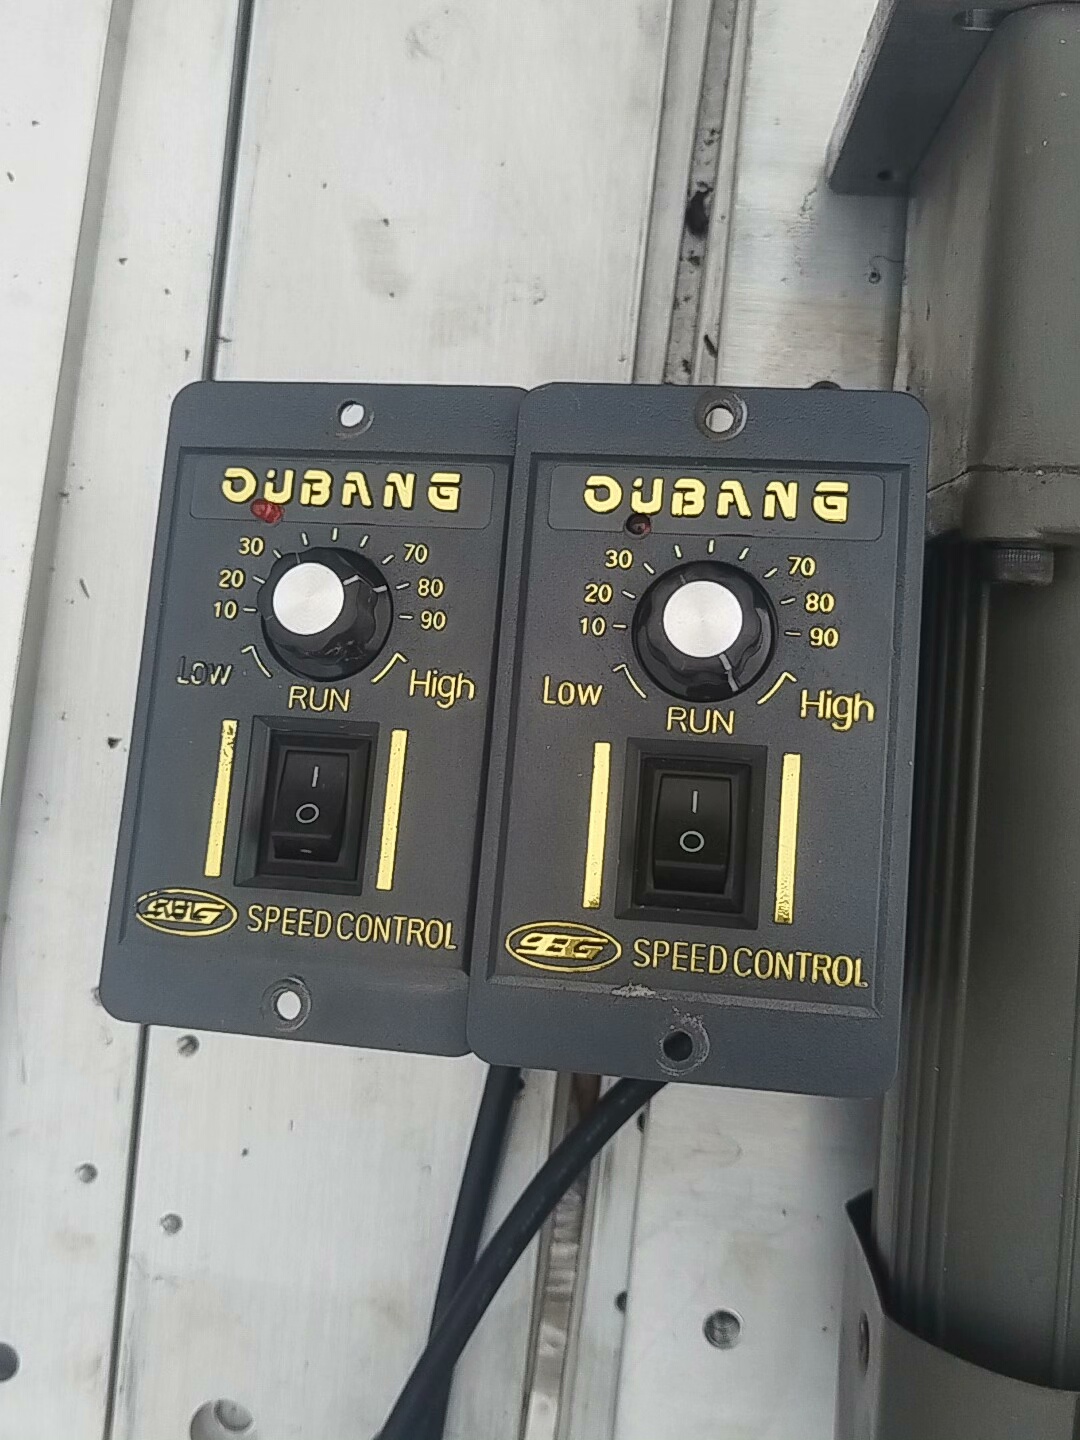 OUBANG
30
70
20
80
10
90
LOW
High
RUN
I
O
SPEED CONTROL
OUBANG
30
70
20
80
10
90
Low
High
RUN
I
O
SPEED CONTROL